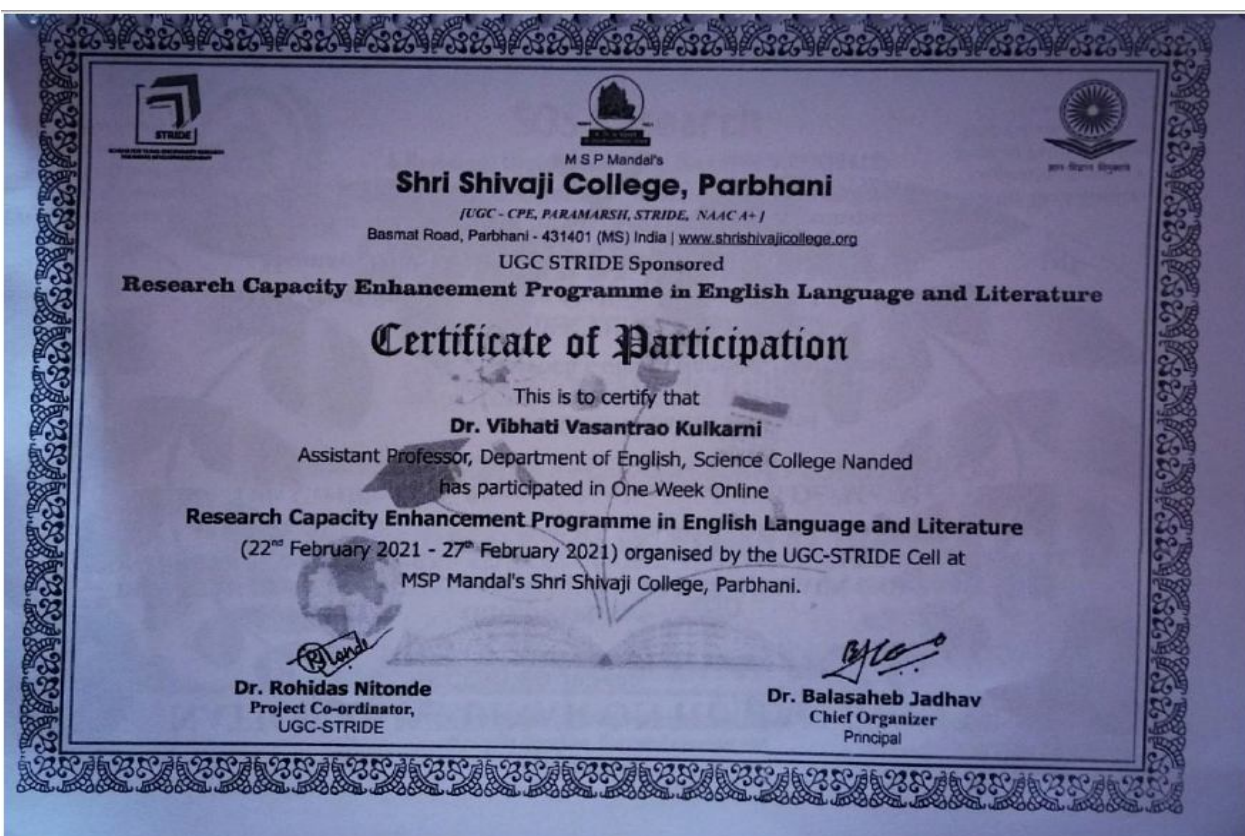 STRIDE
M S P Mandal's
Shri Shivaji College, Parbhani
[UGC - CPE, PARAMARSH, STRIDE, NAAC A+]
Basmat Road, Parbhani - 431401 (MS) India | www.shrishivajicollege.org
UGC STRIDE Sponsored
Research Capacity Enhancement Programme in English Language and Literature
Certificate of Participation
This is to certify that
Dr. Vibhati Vasantrao Kulkarni
Assistant Professor, Department of English, Science College Nanded
has participated in One Week Online
Research Capacity Enhancement Programme in English Language and Literature
(22nd February 2021 - 27th February 2021) organised by the UGC-STRIDE Cell at
MSP Mandal's Shri Shivaji College, Parbhani.
Dr. Rohidas Nitonde
Project Co-ordinator,
UGC-STRIDE
Dr. Balasaheb Jadhav
Chief Organizer
Principal